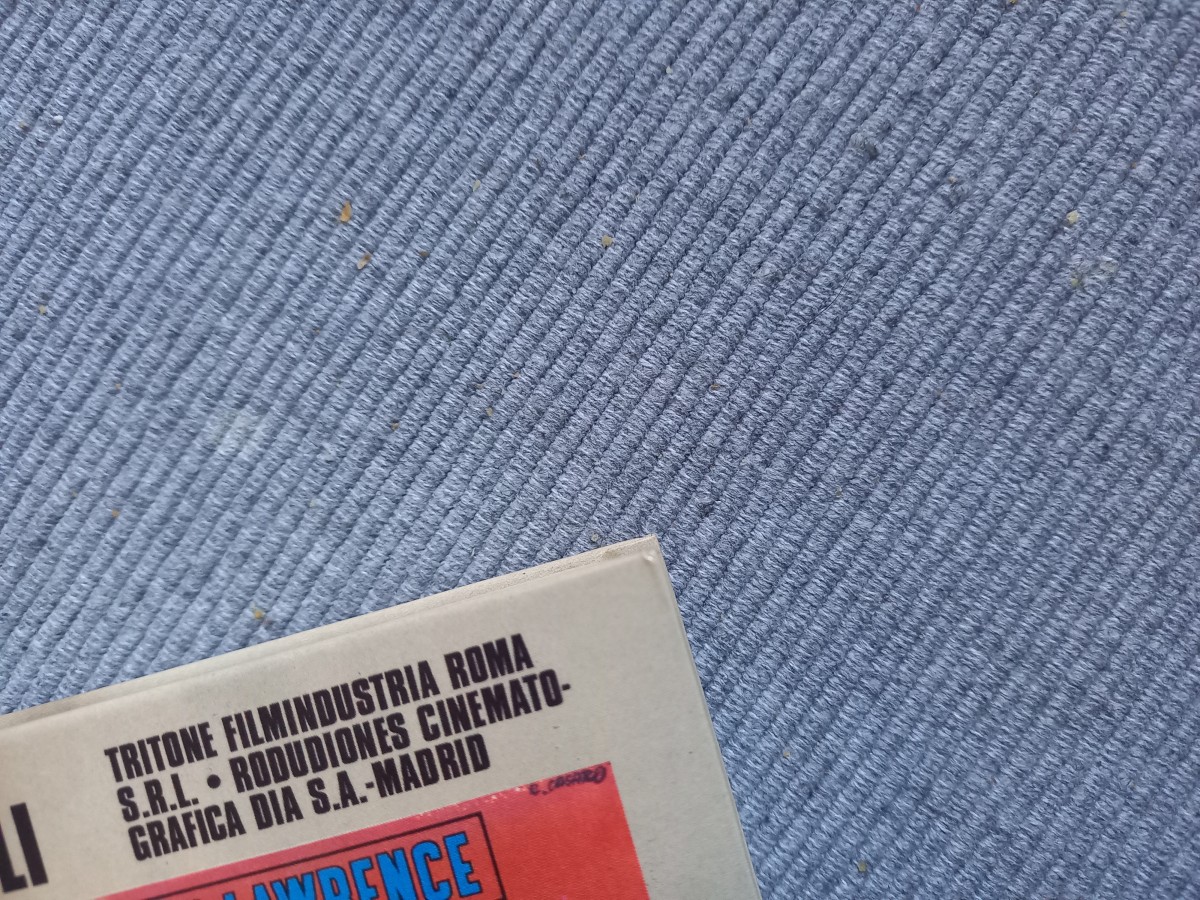 TRITONE FILMINDUSTRIA ROMA
S.R.L. • RODUDIONES CINEMATO-
GRAFICA DIA S.A.-MADRID
LI
LAWRENCE